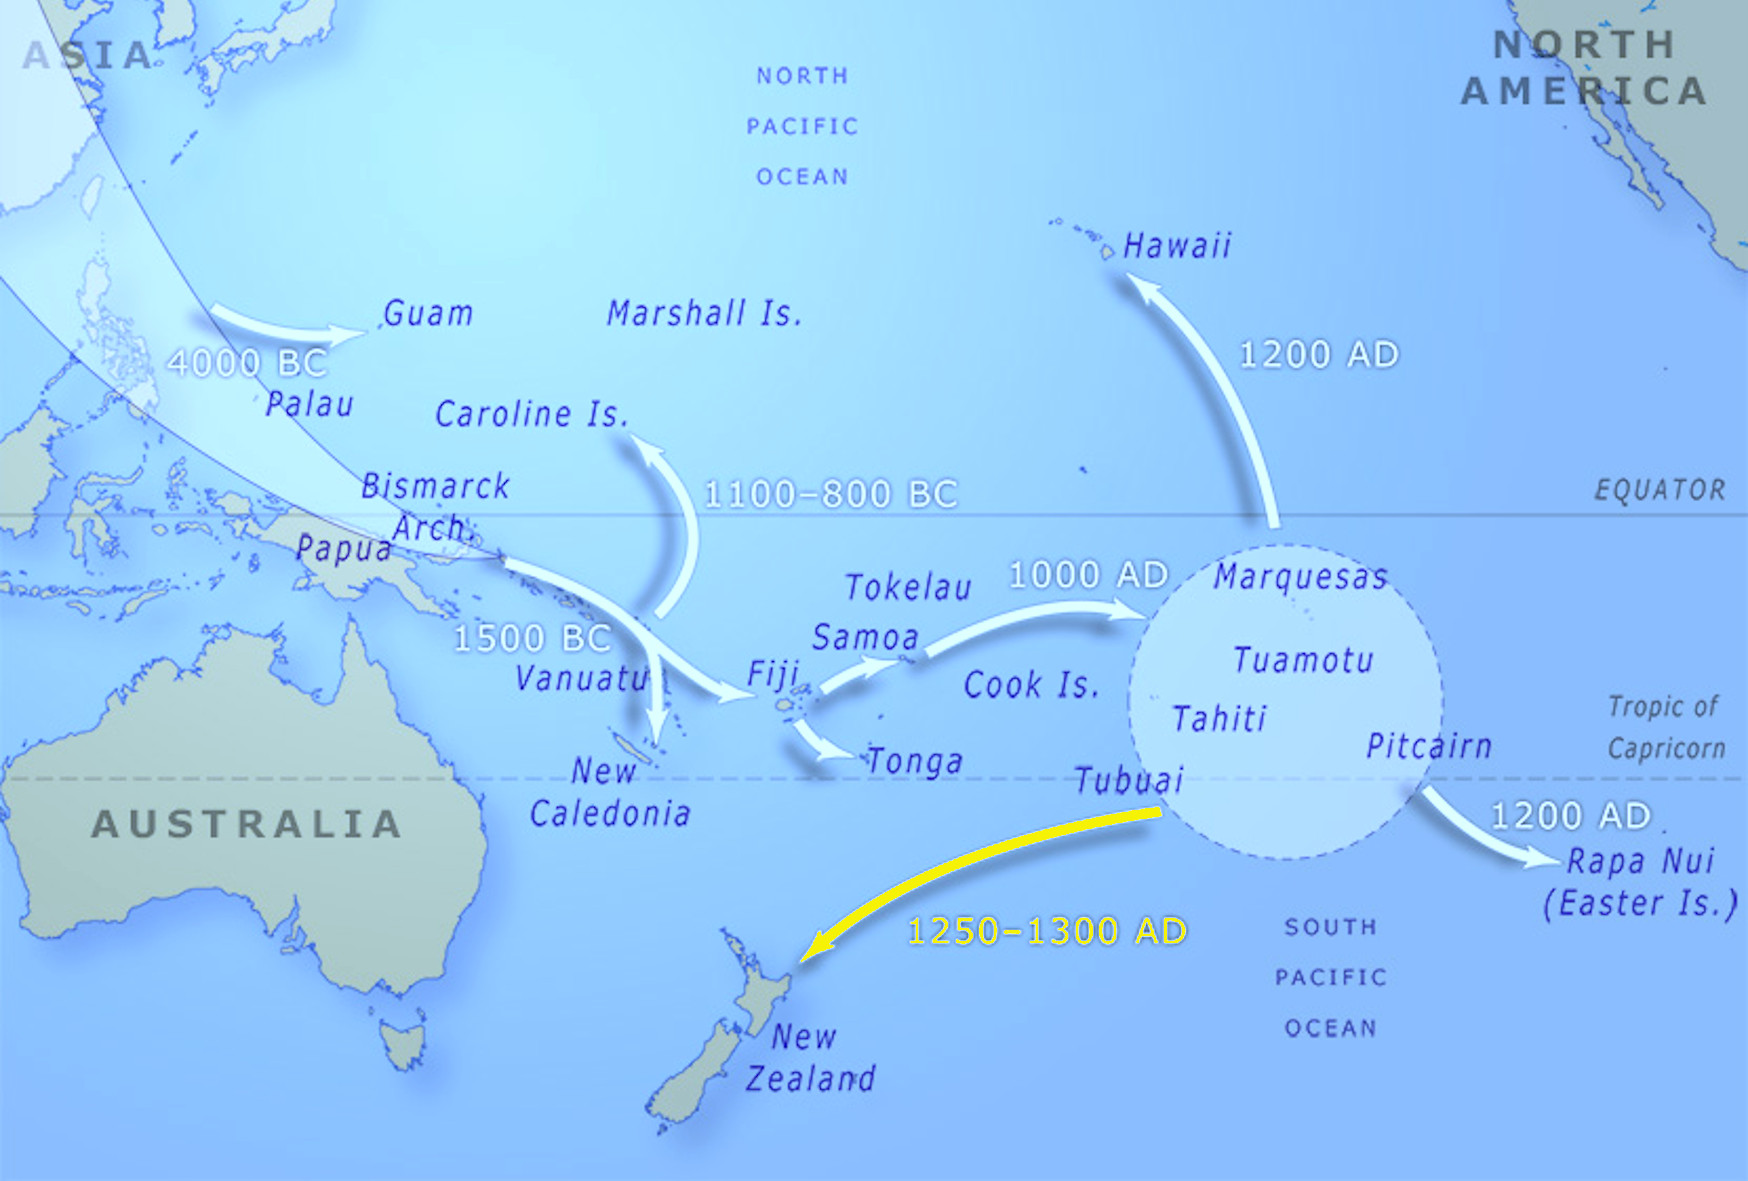 ASIA
NORTH
AMERICA
NORTH
PACIFIC
OCEAN
Hawaii
Guam
Marshall Is.
4000 BC
1200 AD
Palau
Caroline Is.
Bismarck
Arch.
1100–800 BC
EQUATOR
Papua
Tokelau
1000 AD
Marquesas
1500 BC
Samoa
Vanuatu
Fiji
Cook Is.
Tuamotu
Tahiti
Tropic of
Capricorn
Pitcairn
New
Caledonia
Tonga
Tubuai
AUSTRALIA
1200 AD
Rapa Nui
(Easter Is.)
1250–1300 AD
SOUTH
PACIFIC
OCEAN
New
Zealand